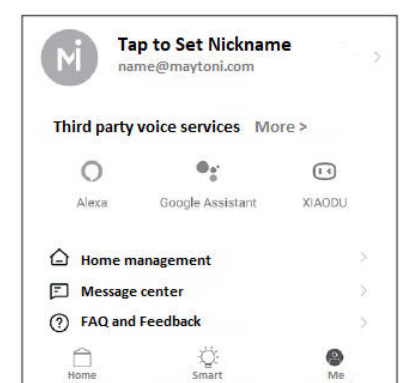 Mi
Tap to Set Nickname
name@maytoni.com
Third party voice services More >
Alexa Google Assistant XIAODU
Home management
Message center
FAQ and Feedback
Home Smart Me